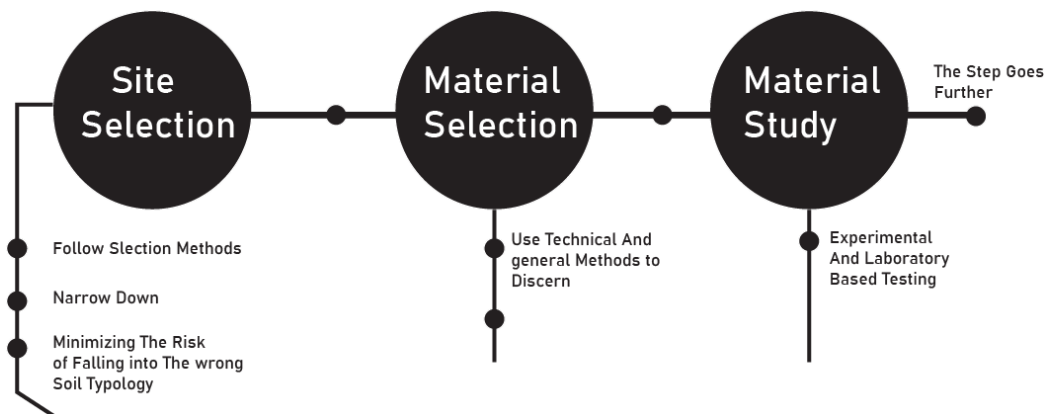 Site
Selection
Material
Selection
Material
Study
The Step Goes
Further
Follow Slection Methods
Narrow Down
Minimizing The Risk
of Falling into The wrong
Soil Typology
Use Technical And
general Methods to
Discern
Experimental
And Laboratory
Based Testing